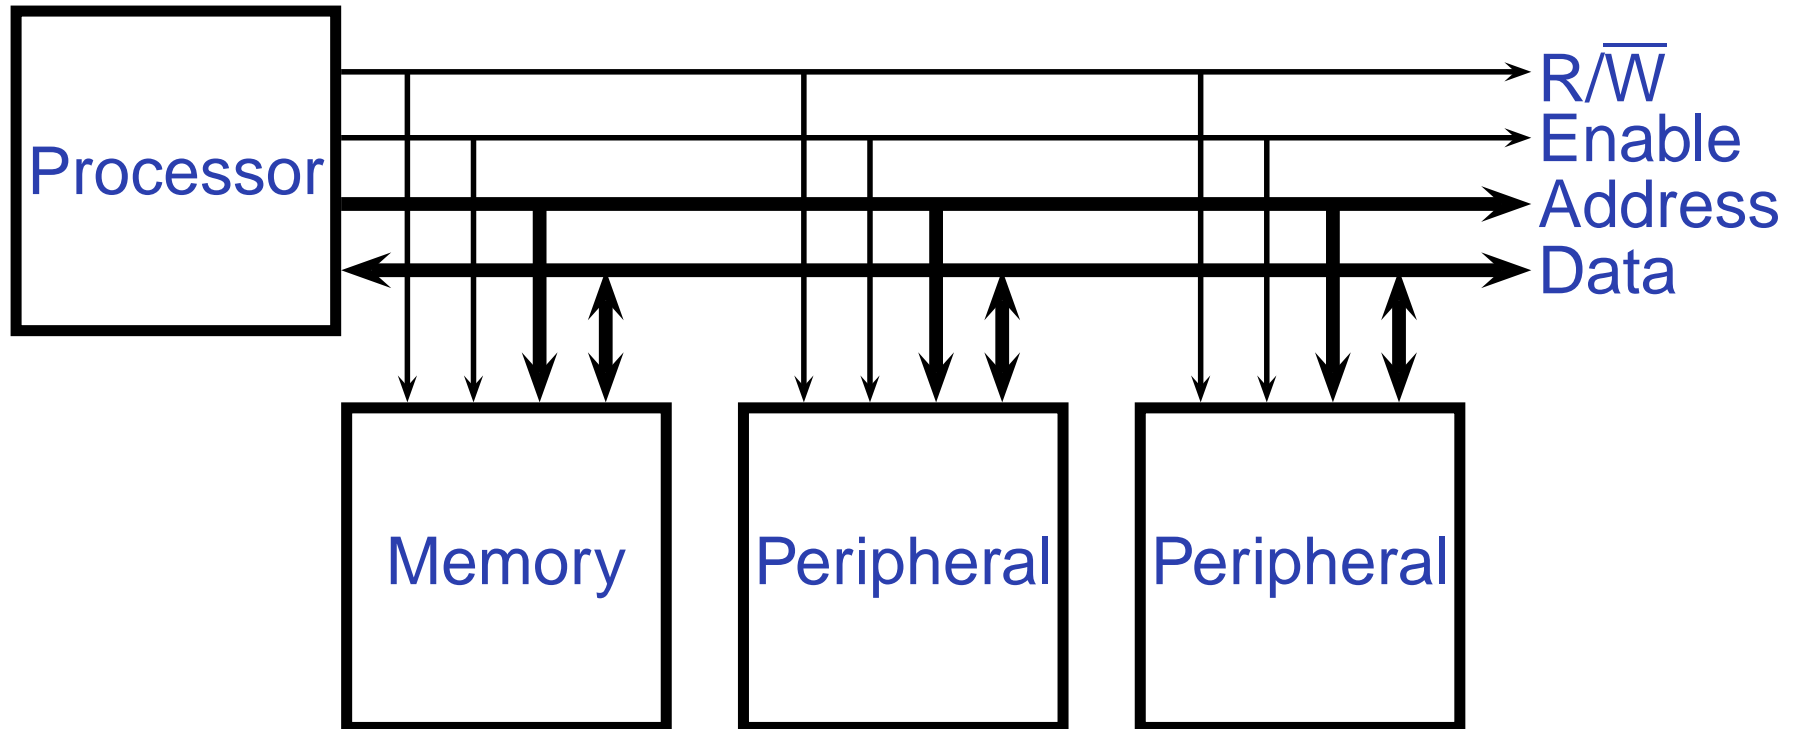 Processor
R/W̅
Enable
Address
Data
Memory
Peripheral
Peripheral